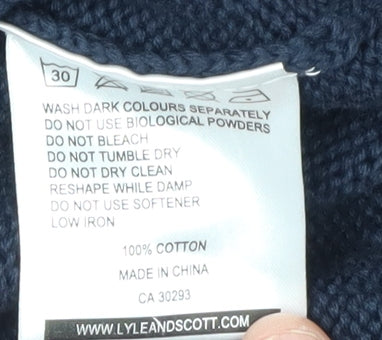 30
WASH DARK COLOURS SEPARATELY
DO NOT USE BIOLOGICAL POWDERS
DO NOT BLEACH
DO NOT TUMBLE DRY
DO NOT DRY CLEAN
RESHAPE WHILE DAMP
DO NOT USE SOFTENER
LOW IRON
100% COTTON
MADE IN CHINA
CA 30293
WWW.LYLEANDSCOTT.COM